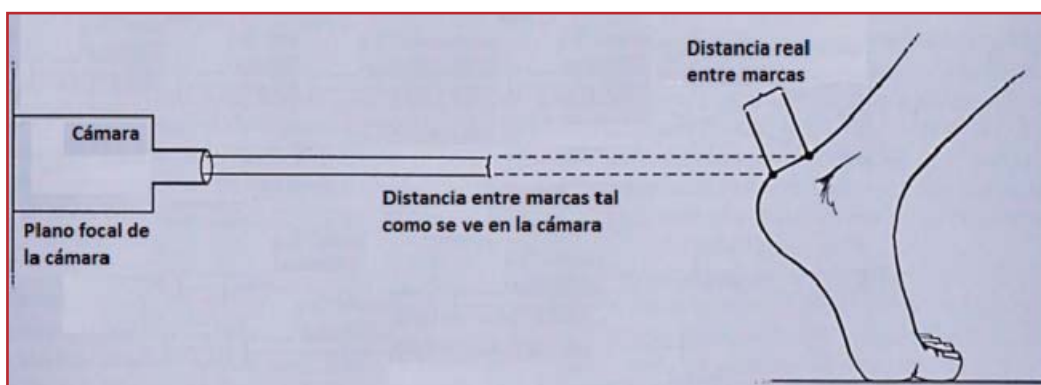 Distancia real
entre marcas
Cámara
Distancia entre marcas tal
como se ve en la cámara
Plano focal de
la cámara